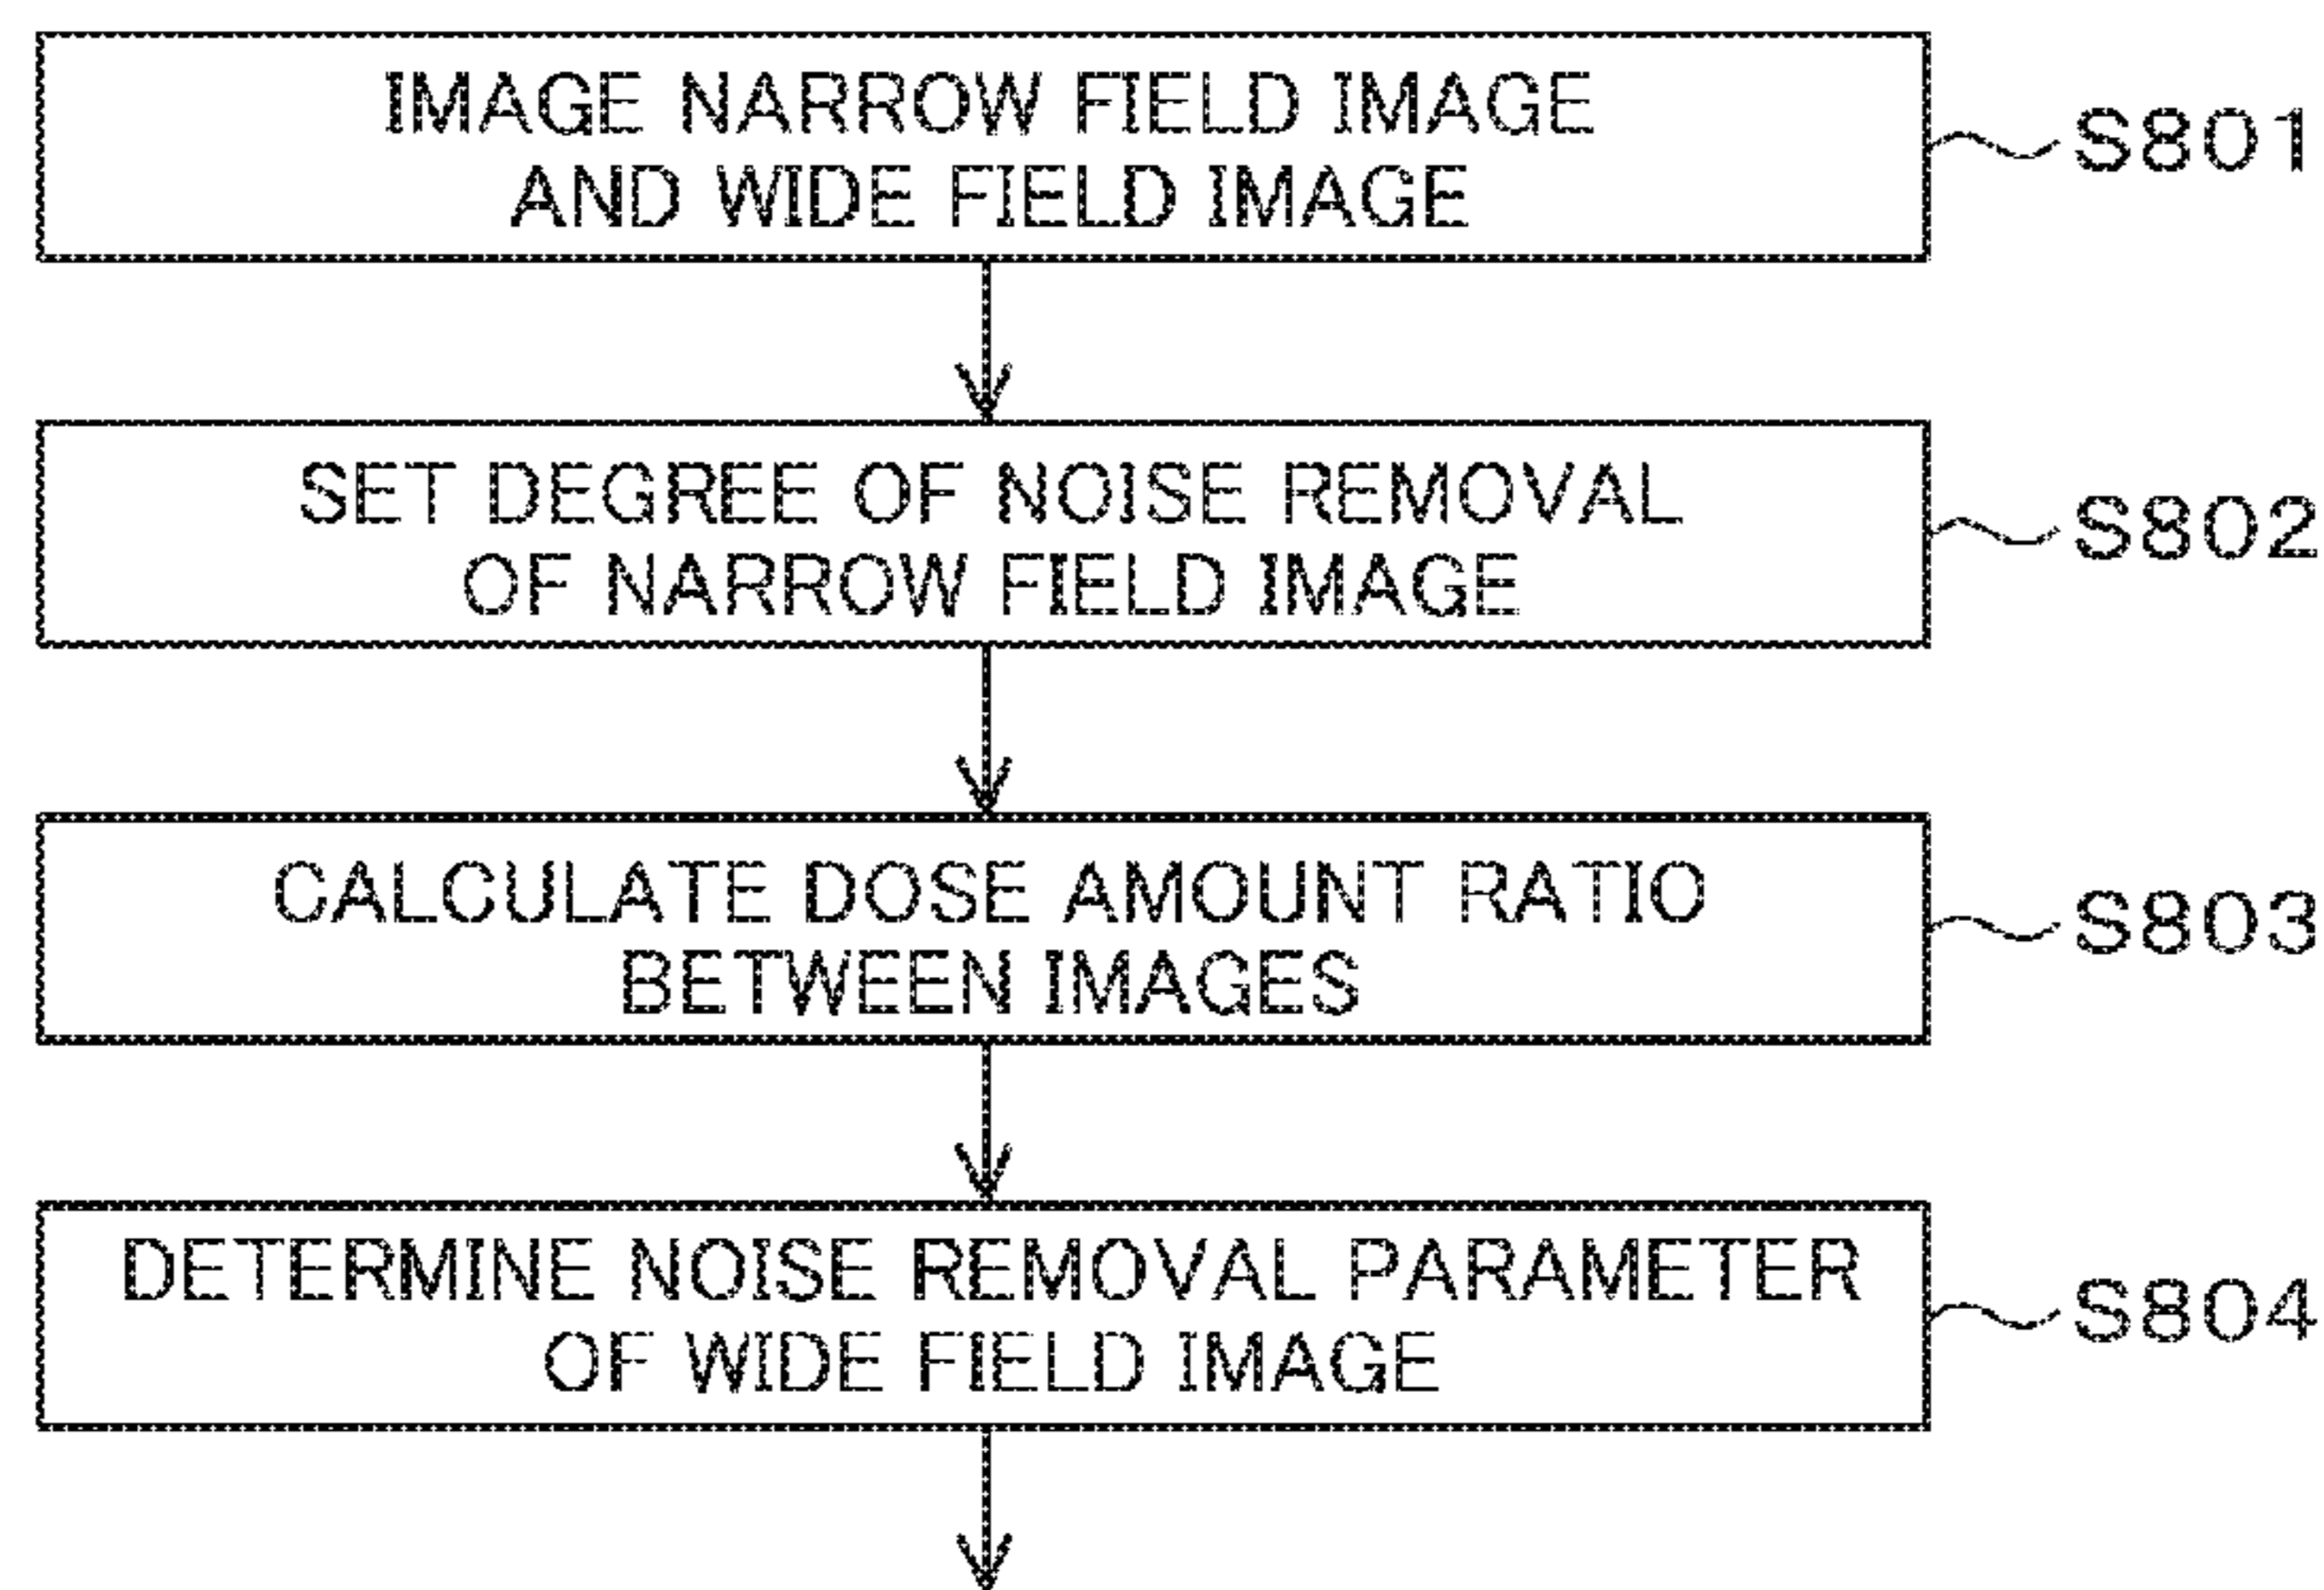 IMAGE NARROW FIELD IMAGE
AND WIDE FIELD IMAGE
S801
SET DEGREE OF NOISE REMOVAL
OF NARROW FIELD IMAGE
S802
CALCULATE DOSE AMOUNT RATIO
BETWEEN IMAGES
S803
DETERMINE NOISE REMOVAL PARAMETER
OF WIDE FIELD IMAGE
S804